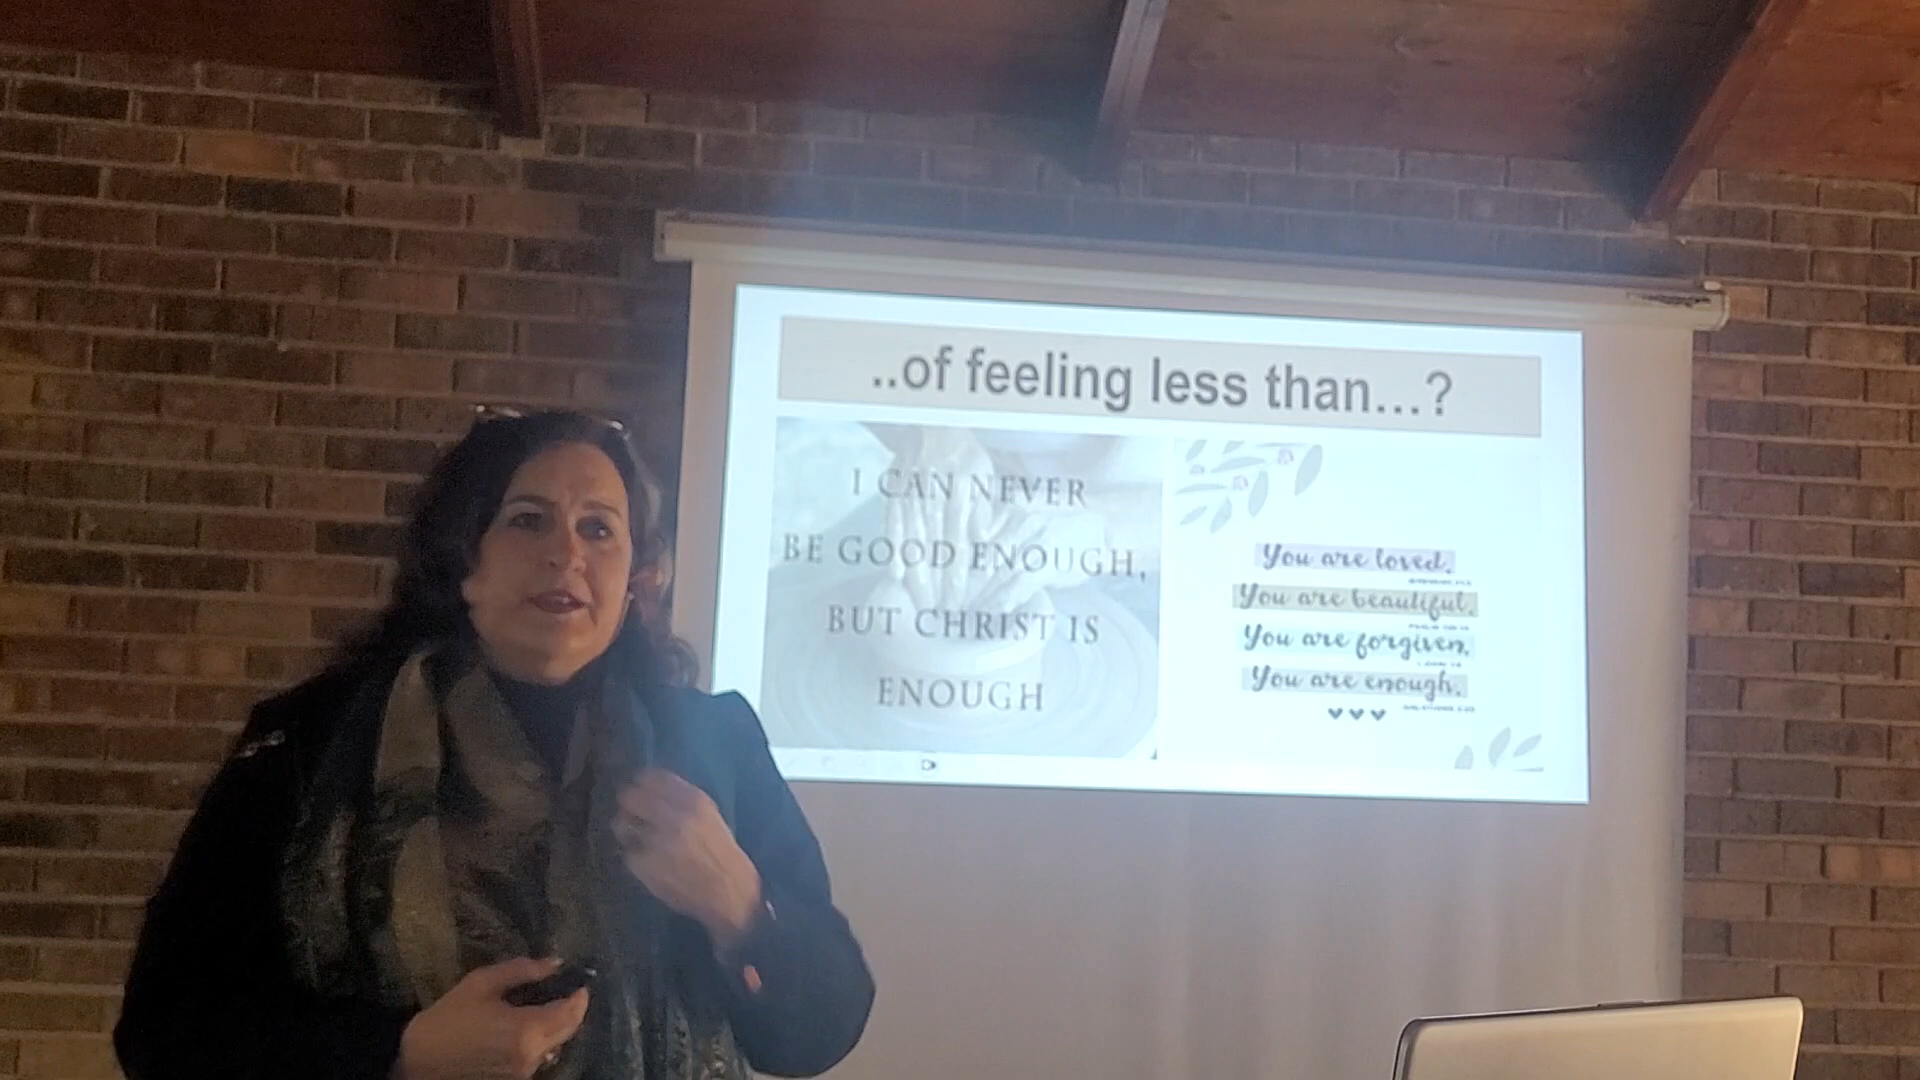 ..of feeling less than...?
I CAN NEVER
BE GOOD ENOUGH,
BUT CHRIST IS
ENOUGH
You are loved.
You are beautiful.
You are forgiven.
You are enough.